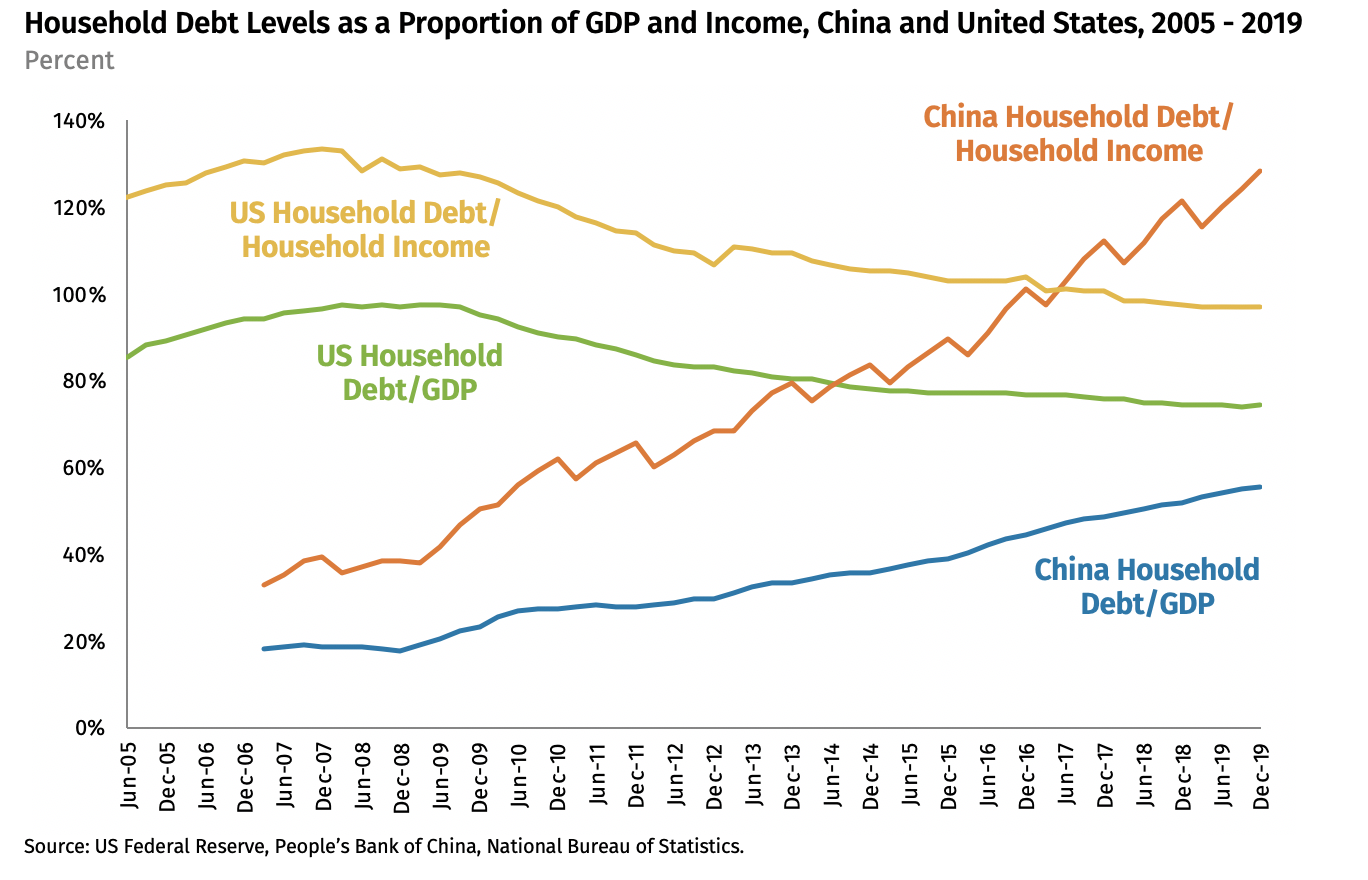 Household Debt Levels as a Proportion of GDP and Income, China and United States, 2005 - 2019
Percent
140%
120%
100%
80%
60%
40%
20%
0%
China Household Debt/
Household Income
US Household Debt/
Household Income
US Household
Debt/GDP
China Household
Debt/GDP
Jun-05
Dec-05
Jun-06
Dec-06
Jun-07
Dec-07
Jun-08
Dec-08
Jun-09
Dec-09
Jun-10
Dec-10
Jun-11
Dec-11
Jun-12
Dec-12
Jun-13
Dec-13
Jun-14
Dec-14
Jun-15
Dec-15
Jun-16
Dec-16
Jun-17
Dec-17
Jun-18
Dec-18
Jun-19
Dec-19
Source: US Federal Reserve, People’s Bank of China, National Bureau of Statistics.